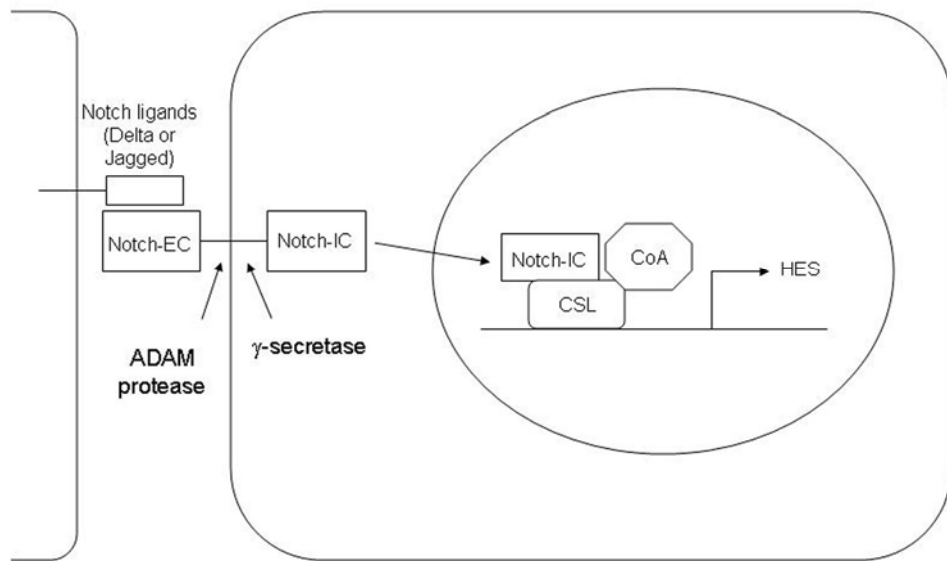 Notch ligands
(Delta or
Jagged)
Notch-EC
Notch-IC
ADAM
protease
γ-secretase
Notch-IC
CoA
CSL
HES